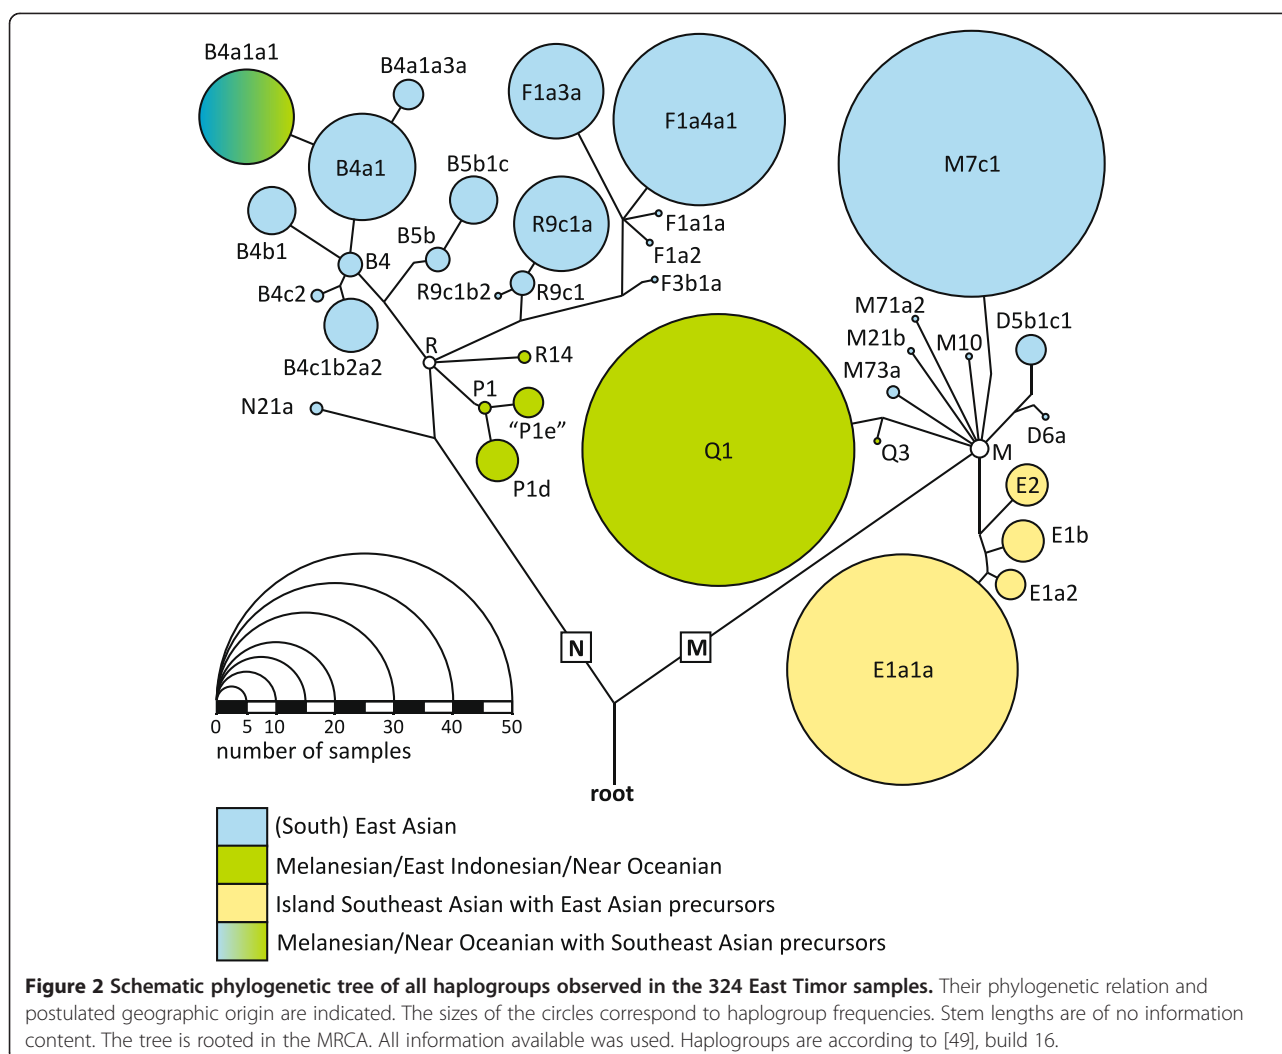 B4a1a1
B4a1a3a
F1a3a
F1a4a1
M7c1
B4a1
B5b1c
R9c1a
F1a1a
B4b1
B5b
F1a2
B4
R9c1b2
R9c1
F3b1a
B4c2
M71a2
D5b1c1
M21b
M10
R
R14
B4c1b2a2
M73a
P1
N21a
"P1e"
D6a
Q1
Q3
M
P1d
E2
E1b
E1a2
N
M
E1a1a
0 5 10 20 30 40 50
number of samples
root
(South) East Asian
Melanesian/East Indonesian/Near Oceanian
Island Southeast Asian with East Asian precursors
Melanesian/Near Oceanian with Southeast Asian precursors
Figure 2 Schematic phylogenetic tree of all haplogroups observed in the 324 East Timor samples. Their phylogenetic relation and
postulated geographic origin are indicated. The sizes of the circles correspond to haplogroup frequencies. Stem lengths are of no information
content. The tree is rooted in the MRCA. All information available was used. Haplogroups are according to [49], build 16.